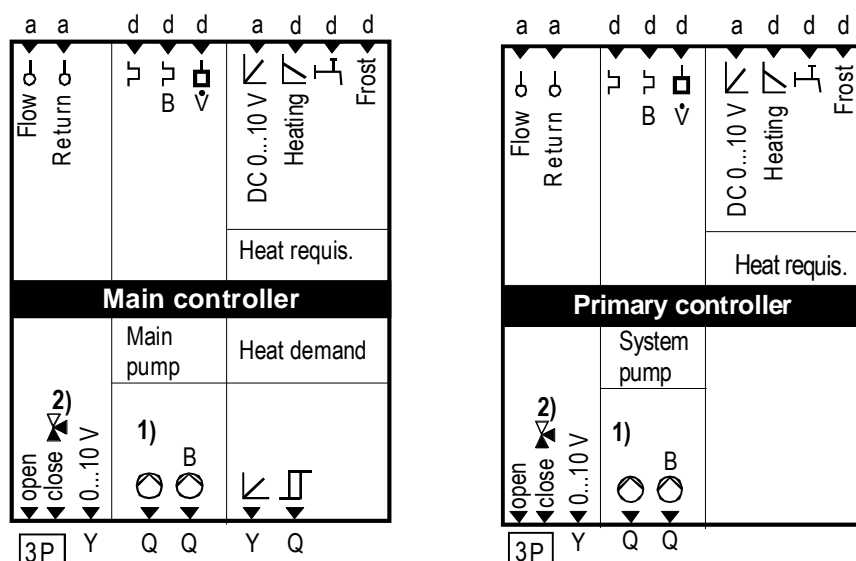 a a d d d a d d d
Flow
Return
B V̇
DC 0...10 V
Heating
Frost
Heat requis.
Main controller
Main
pump
Heat demand
open
close
2)
0...10 V
1)
B
3P Y Q Q Y Q
a a d d d a d d d
Flow
Return
B V̇
DC 0...10 V
Heating
Frost
Heat requis.
Primary controller
System
pump
open
close
2)
0...10 V
1)
B
3P Y Q Q